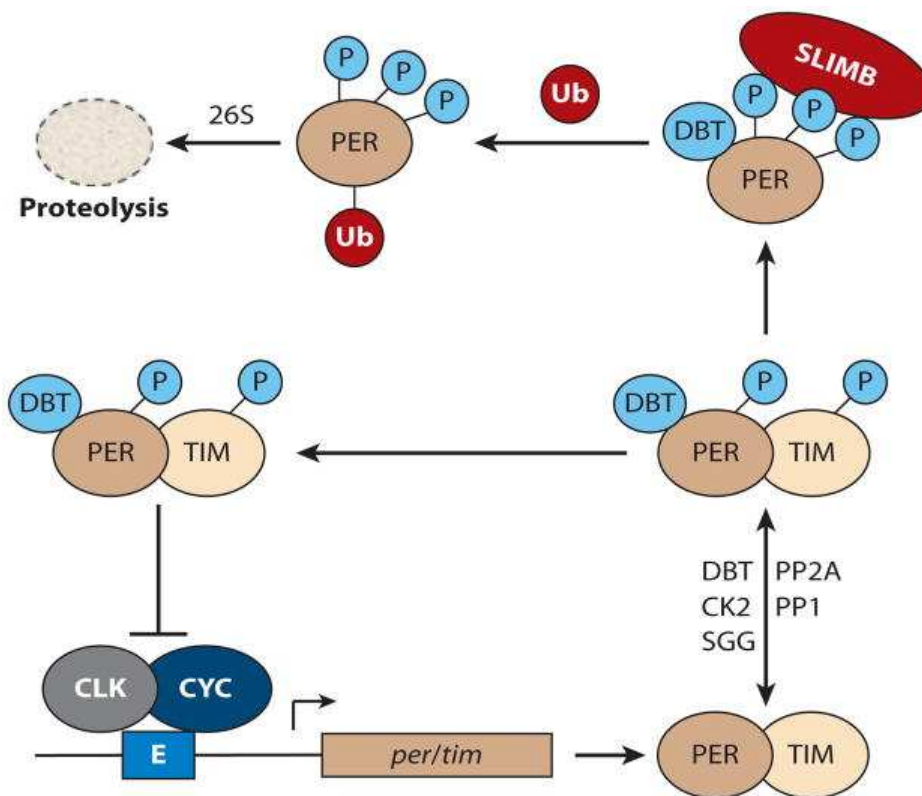 SLIMB
P
P
P
DBT
PER
Ub
P
P
P
PER
Ub
26S
Proteolysis
DBT
P
P
PER
TIM
DBT
P
P
PER
TIM
DBT PP2A
CK2 PP1
SGG
CLK
CYC
E
per/tim
PER
TIM